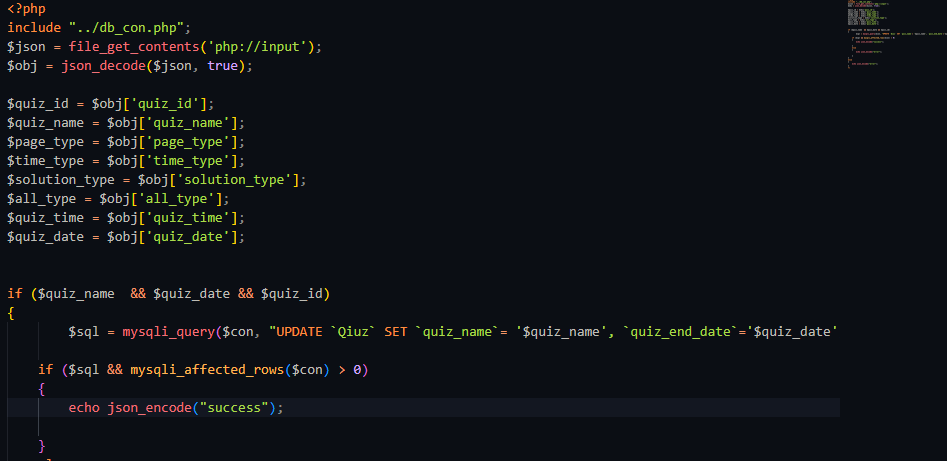 <?php
include "../db_con.php";
$json = file_get_contents('php://input');
$obj = json_decode($json, true);
$quiz_id = $obj['quiz_id'];
$quiz_name = $obj['quiz_name'];
$page_type = $obj['page_type'];
$time_type = $obj['time_type'];
$solution_type = $obj['solution_type'];
$all_type = $obj['all_type'];
$quiz_time = $obj['quiz_time'];
$quiz_date = $obj['quiz_date'];
if ($quiz_name  && $quiz_date && $quiz_id)
{
$sql = mysqli_query($con, "UPDATE `Qiuz` SET `quiz_name`= '$quiz_name', `quiz_end_date`='$quiz_date'
if ($sql && mysqli_affected_rows($con) > 0)
{
echo json_encode("success");
}